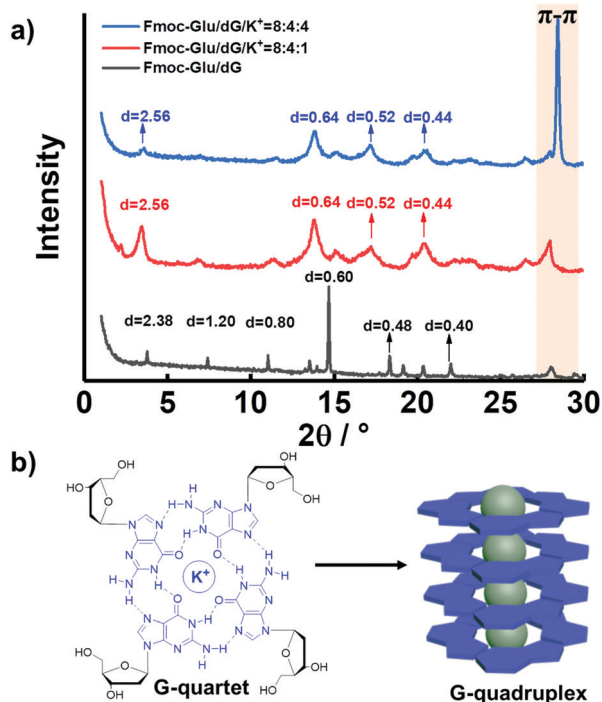 a)
π-π
Fmoc-Glu/dG/K⁺=8:4:4
Fmoc-Glu/dG/K⁺=8:4:1
Fmoc-Glu/dG
d=2.56 d=0.64 d=0.52 d=0.44
d=2.56 d=0.64 d=0.52 d=0.44
d=0.60
d=2.38 d=1.20 d=0.80 d=0.48 d=0.40
Intensity
0 5 10 15 20 25 30
2θ / °
b)
HO OH HO OH
O O
N N H H N N N
N H N N N
N O O N
H N N H K⁺ H N H
N H O O N N
N N H N N
N N N H N
HO O H O OH
HO HO
G-quartet
G-quadruplex